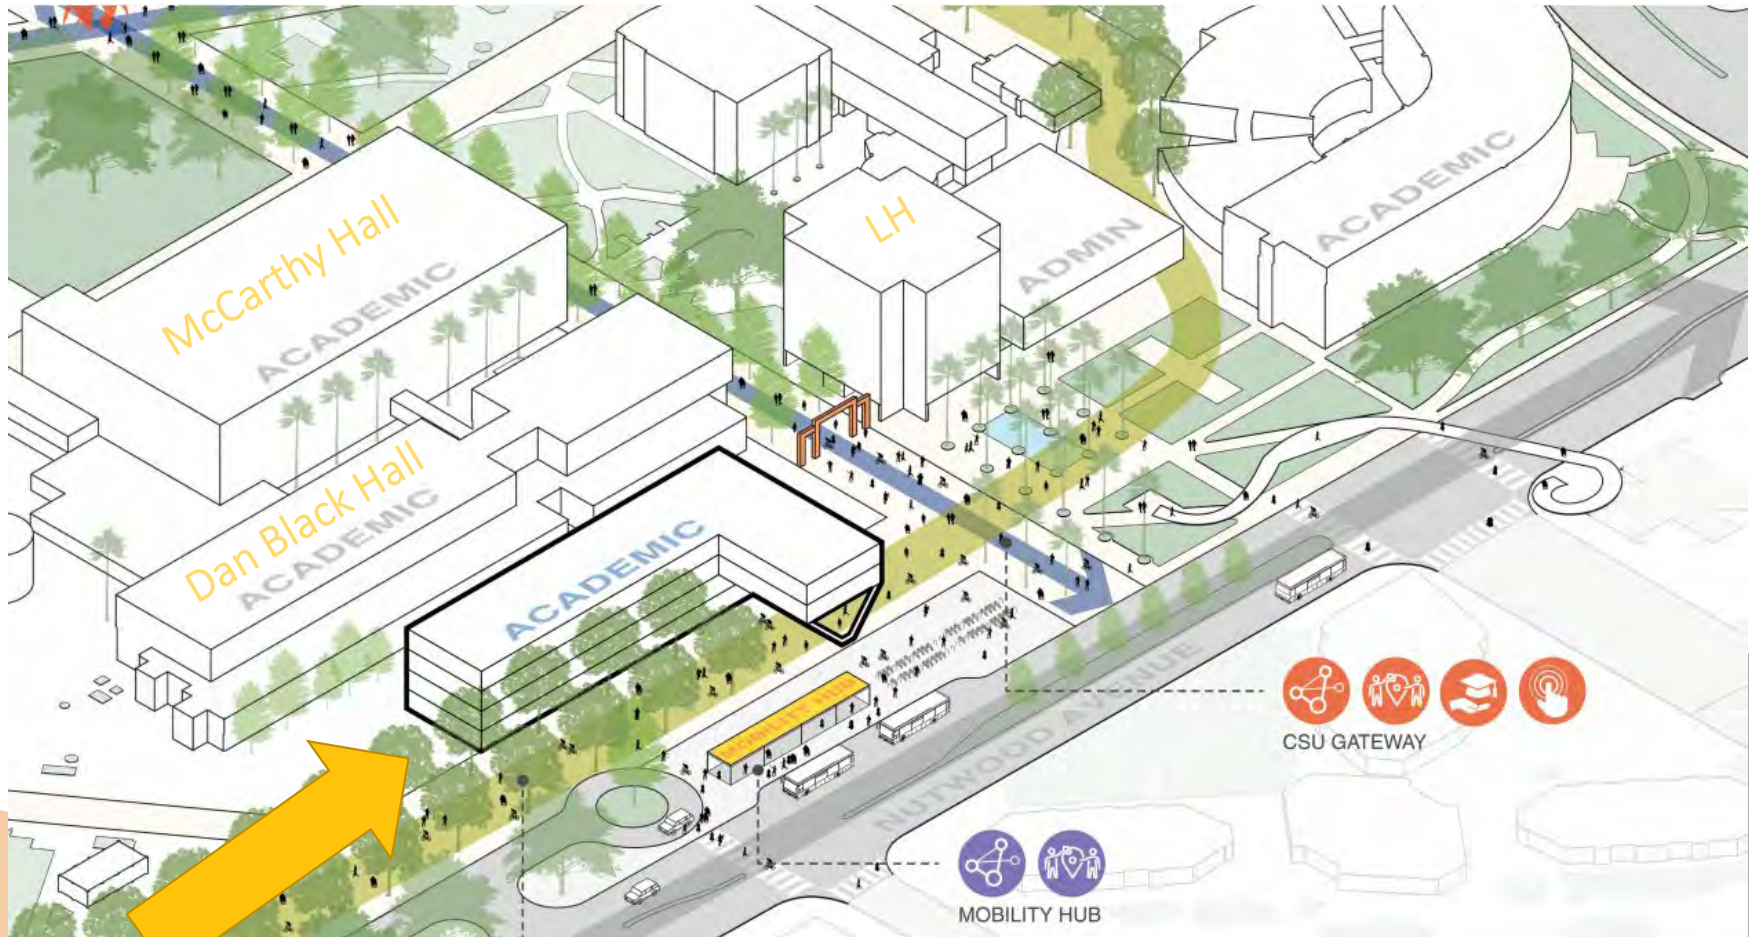 McCarthy Hall
ACADEMIC
LH
ADMIN
ACADEMIC
Dan Black Hall
ACADEMIC
ACADEMIC
MOBILITY HUB
NUTWOOD AVENUE
CSU GATEWAY
MOBILITY HUB